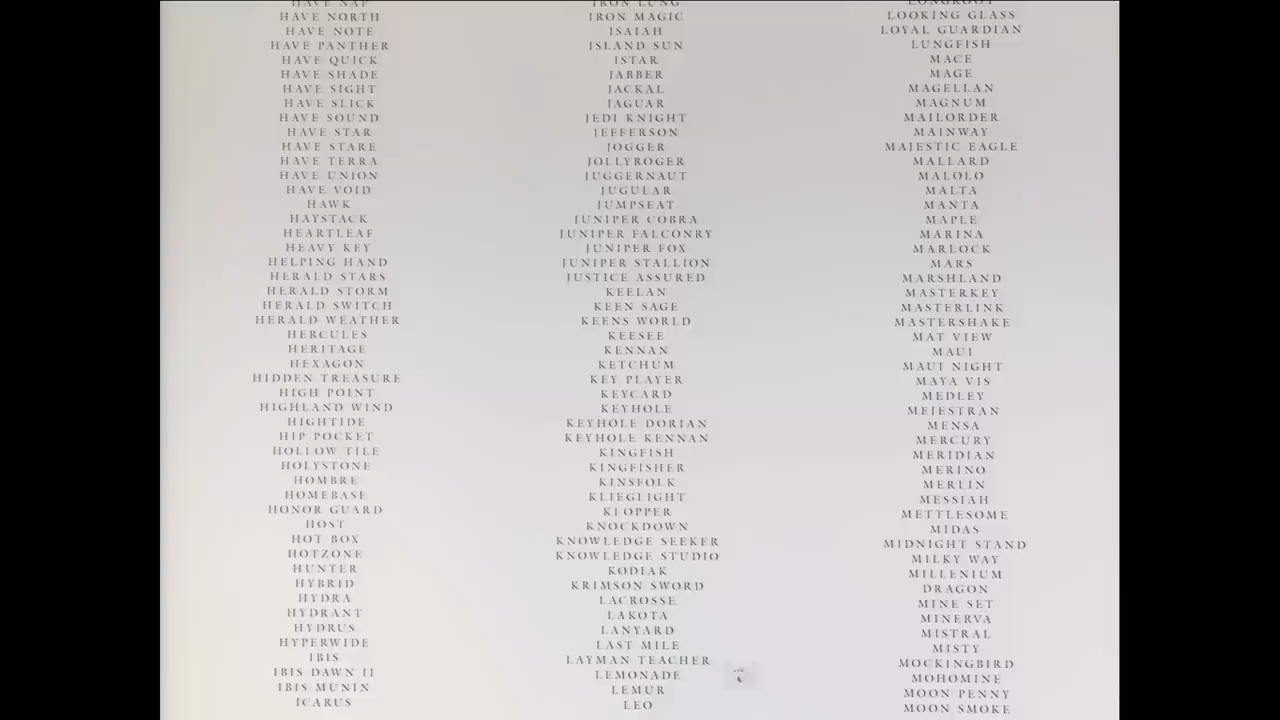 HAVE NAP
HAVE NORTH
HAVE NOTE
HAVE PANTHER
HAVE QUICK
HAVE SHADE
HAVE SIGHT
HAVE SLICK
HAVE SOUND
HAVE STAR
HAVE STARE
HAVE TERRA
HAVE UNION
HAVE VOID
HAWK
HAYSTACK
HEARTLEAF
HEAVY KEY
HELPING HAND
HERALD STARS
HERALD STORM
HERALD SWITCH
HERALD WEATHER
HERCULES
HERITAGE
HEXAGON
HIDDEN TREASURE
HIGH POINT
HIGHLAND WIND
HIGHTIDE
HIP POCKET
HOLLOW TILE
HOLYSTONE
HOMBRE
HOMEBASE
HONOR GUARD
HOST
HOT BOX
HOTZONE
HUNTER
HYBRID
HYDRA
HYDRANT
HYDRUS
HYPERWIDE
IBIS
IBIS DAWN II
IBIS MUNIN
ICARUS
IRON LUNG
IRON MAGIC
ISAIAH
ISLAND SUN
ISTAR
JABBER
JACKAL
JAGUAR
JEDI KNIGHT
JEFFERSON
JOGGER
JOLLYROGER
JUGGERNAUT
JUGULAR
JUMPSEAT
JUNIPER COBRA
JUNIPER FALCONRY
JUNIPER FOX
JUNIPER STALLION
JUSTICE ASSURED
KEELAN
KEEN SAGE
KEENS WORLD
KEESEE
KENNAN
KETCHUM
KEY PLAYER
KEYCARD
KEYHOLE
KEYHOLE DORIAN
KEYHOLE KENNAN
KINGFISH
KINGFISHER
KINSFOLK
KLIEGLIGHT
KLOPPER
KNOCKDOWN
KNOWLEDGE SEEKER
KNOWLEDGE STUDIO
KODIAK
KRIMSON SWORD
LACROSSE
LAKOTA
LANYARD
LAST MILE
LAYMAN TEACHER
LEMONADE
LEMUR
LEO
LONGROOT
LOOKING GLASS
LOYAL GUARDIAN
LUNGFISH
MACE
MAGE
MAGELLAN
MAGNUM
MAILORDER
MAINWAY
MAJESTIC EAGLE
MALLARD
MALOLO
MALTA
MANTA
MAPLE
MARINA
MARLOCK
MARS
MARSHLAND
MASTERKEY
MASTERLINK
MASTERSHAKE
MAT VIEW
MAUI
MAUI NIGHT
MAYA VIS
MEDLEY
MEJESTRAN
MENSA
MERCURY
MERIDIAN
MERINO
MERLIN
MESSIAH
METTLESOME
MIDAS
MIDNIGHT STAND
MILKY WAY
MILLENIUM
DRAGON
MINE SET
MINERVA
MISTRAL
MISTY
MOCKINGBIRD
MOHOMINE
MOON PENNY
MOON SMOKE